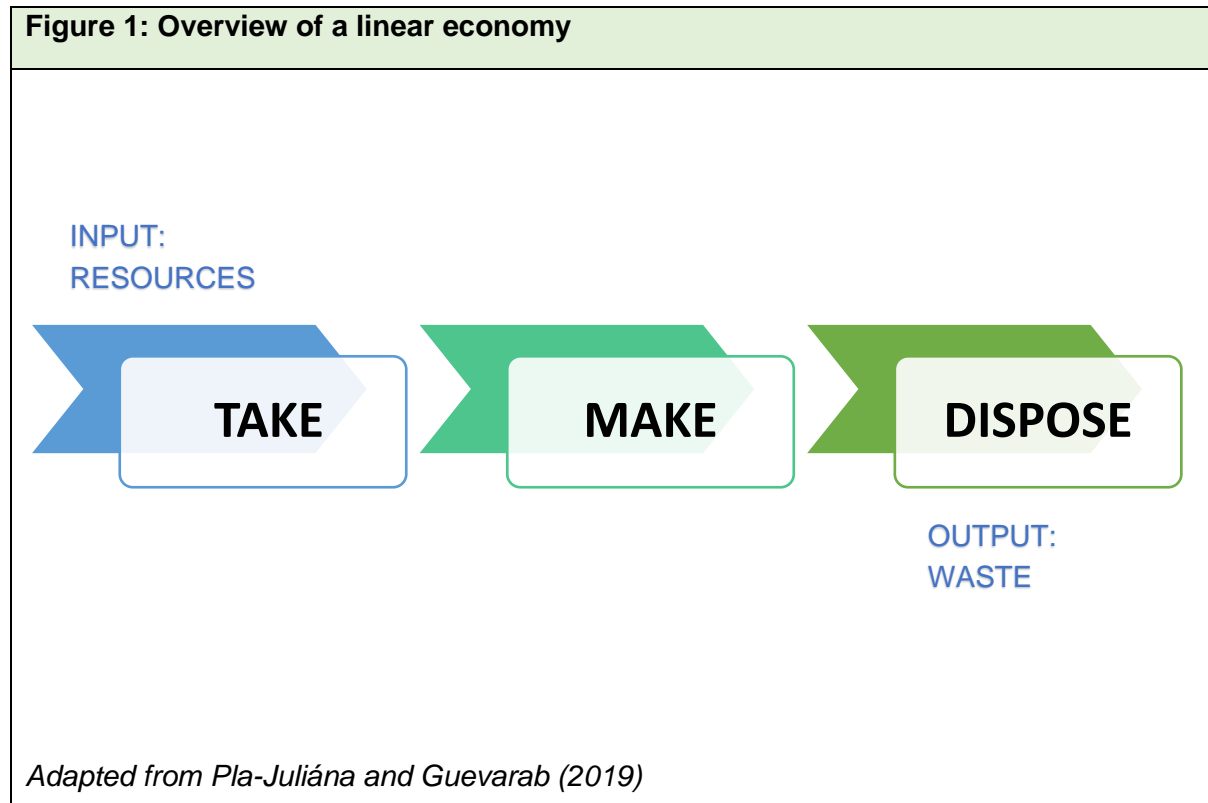 Figure 1: Overview of a linear economy
INPUT:
RESOURCES
TAKE
MAKE
DISPOSE
OUTPUT:
WASTE
Adapted from Pla-Juliána and Guevarab (2019)